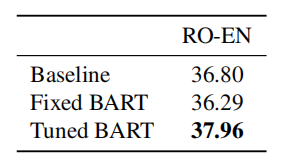 RO-EN
Baseline 36.80
Fixed BART 36.29
Tuned BART 37.96